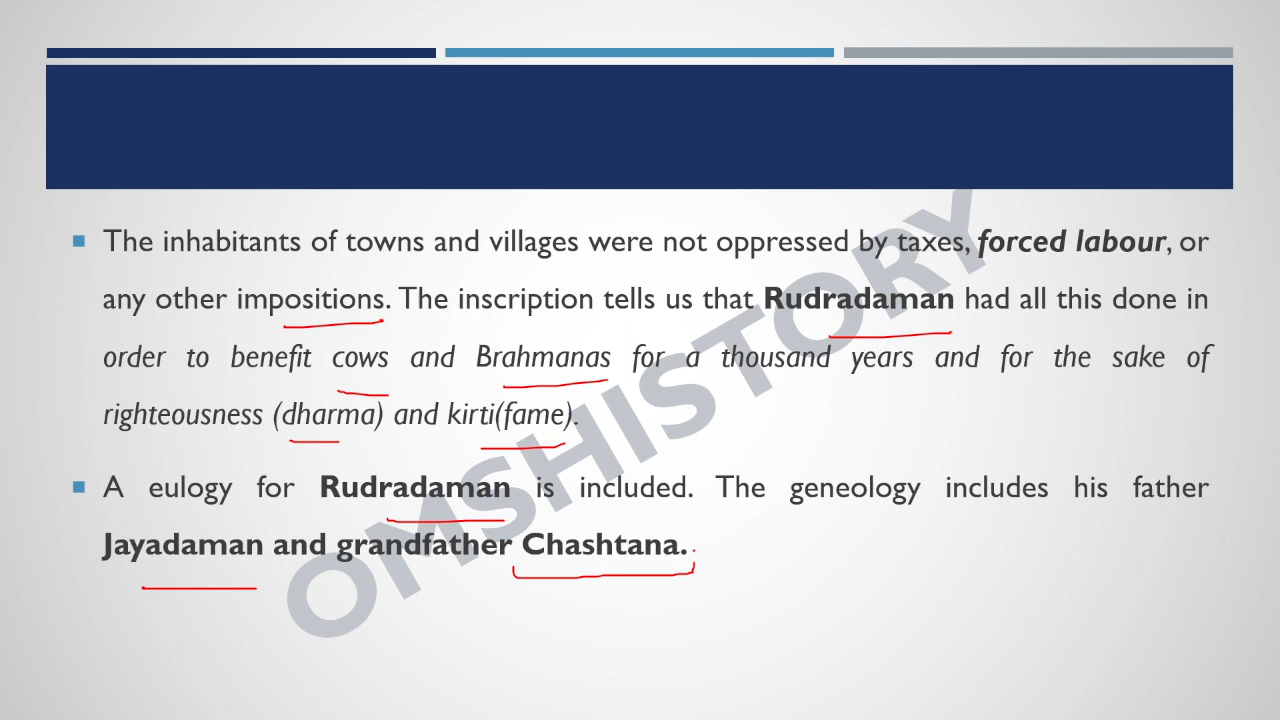 The inhabitants of towns and villages were not oppressed by taxes, forced labour, or
any other impositions. The inscription tells us that Rudradaman had all this done in
order to benefit cows and Brahmanas for a thousand years and for the sake of
righteousness (dharma) and kirti(fame).
A eulogy for Rudradaman is included. The geneology includes his father
Jayadaman and grandfather Chashtana.
OMSHISTORY